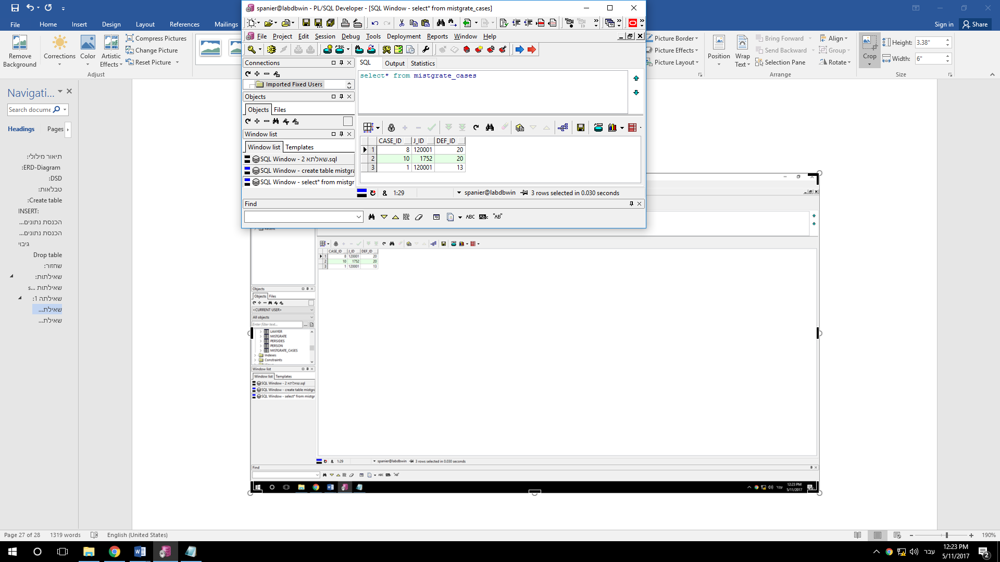 spanier@labdbwin - PL/SQL Developer - [SQL Window - select* from mistgrate_cases]
File
Home
Insert
Design
Layout
References
Mailings
Sign in
Share
File Project Edit Session Debug Tools Deployment Reports Window Help
Remove Background
Corrections
Color
Artistic Effects
Compress Pictures
Change Picture
Reset Picture
Adjust
Picture Border
Picture Effects
Picture Layout
Position
Wrap Text
Bring Forward
Send Backward
Selection Pane
Align
Group
Rotate
Arrange
Crop
Height: 3.38"
Width: 6"
Size
Connections
Imported Fixed Users
Objects
Objects Files
Window list
Window list Templates
SQL Window - שאלתא 2.sql
SQL Window - create table mistgra
SQL Window - select* from mistgr
SQL Output Statistics
select* from mistgrate_cases
CASE_ID J_ID DEF_ID
1 8 120001 20
2 10 1752 20
3 1 120001 13
& 1:29 spanier@labdbwin 3 rows selected in 0.030 seconds
Find
ABC "AB"
Navigati...
Search docume
Headings Pages
תיאור מילולי:
ERD-Diagram:
DSD:
טבלאות:
Create table:
INSERT:
הכנסת נתונים...
הכנסת נתונים...
גיבוי
Drop table
שחזור:
שאילתות:
שאילתות s...
שאילתה 1:
שאילת...
שאילת...
CASE_ID J_ID DEF_ID
1 8 120001 20
2 10 1752 20
3 1 120001 13
Objects
Objects Files
<CURRENT USER>
All objects
Enter filter text...
LAWYER
MISTGRATE
PERSIDES
PERSON
MISTGRATE_CASES
Indexes
Constraints
Window list
Window list Templates
SQL Window - שאלתא 2.sql
SQL Window - create table mistgra
SQL Window - select* from mistgr
& 1:29 spanier@labdbwin 3 rows selected in 0.030 seconds
Find
ABC "AB"
עבר
12:23 PM
5/11/2017
Page 27 of 28 1319 words English (United States)
190%
עבר
12:23 PM
5/11/2017
2